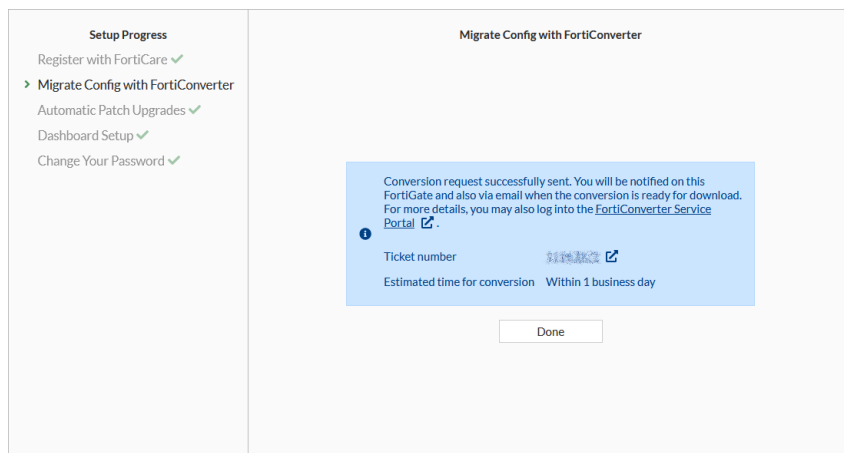 Setup Progress
Register with FortiCare
Migrate Config with FortiConverter
Automatic Patch Upgrades
Dashboard Setup
Change Your Password
Migrate Config with FortiConverter
Conversion request successfully sent. You will be notified on this
FortiGate and also via email when the conversion is ready for download.
For more details, you may also log into the FortiConverter Service
Portal .
Ticket number
Estimated time for conversion Within 1 business day
Done